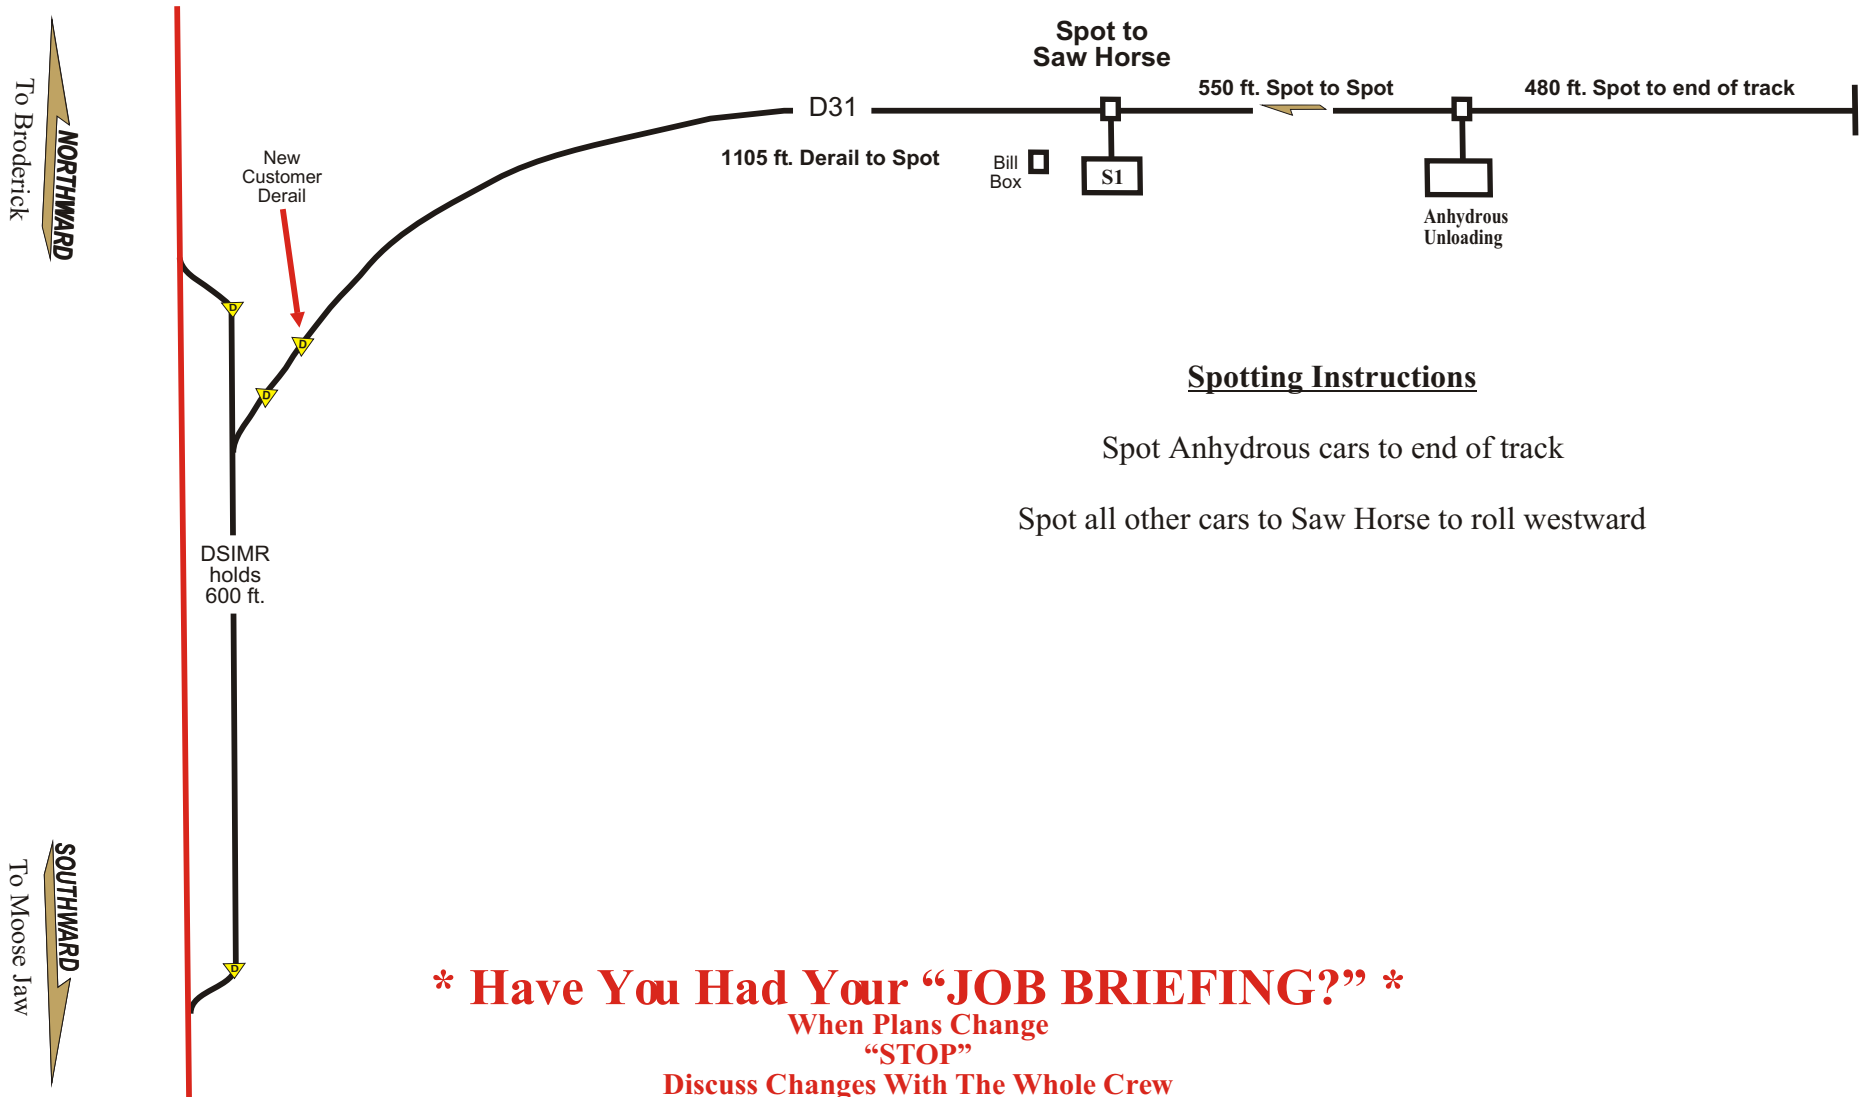 NORTHWARD
To Broderick
New
Customer
Derail
D
D
D
D31
1105 ft. Derail to Spot
Spot to
Saw Horse
Bill
Box
S1
550 ft. Spot to Spot
480 ft. Spot to end of track
Anhydrous
Unloading
Spotting Instructions
Spot Anhydrous cars to end of track
Spot all other cars to Saw Horse to roll westward
DSIMR
holds
600 ft.
SOUTHWARD
To Moose Jaw
D
* Have You Had Your “JOB BRIEFING?” *
When Plans Change
“STOP”
Discuss Changes With The Whole Crew